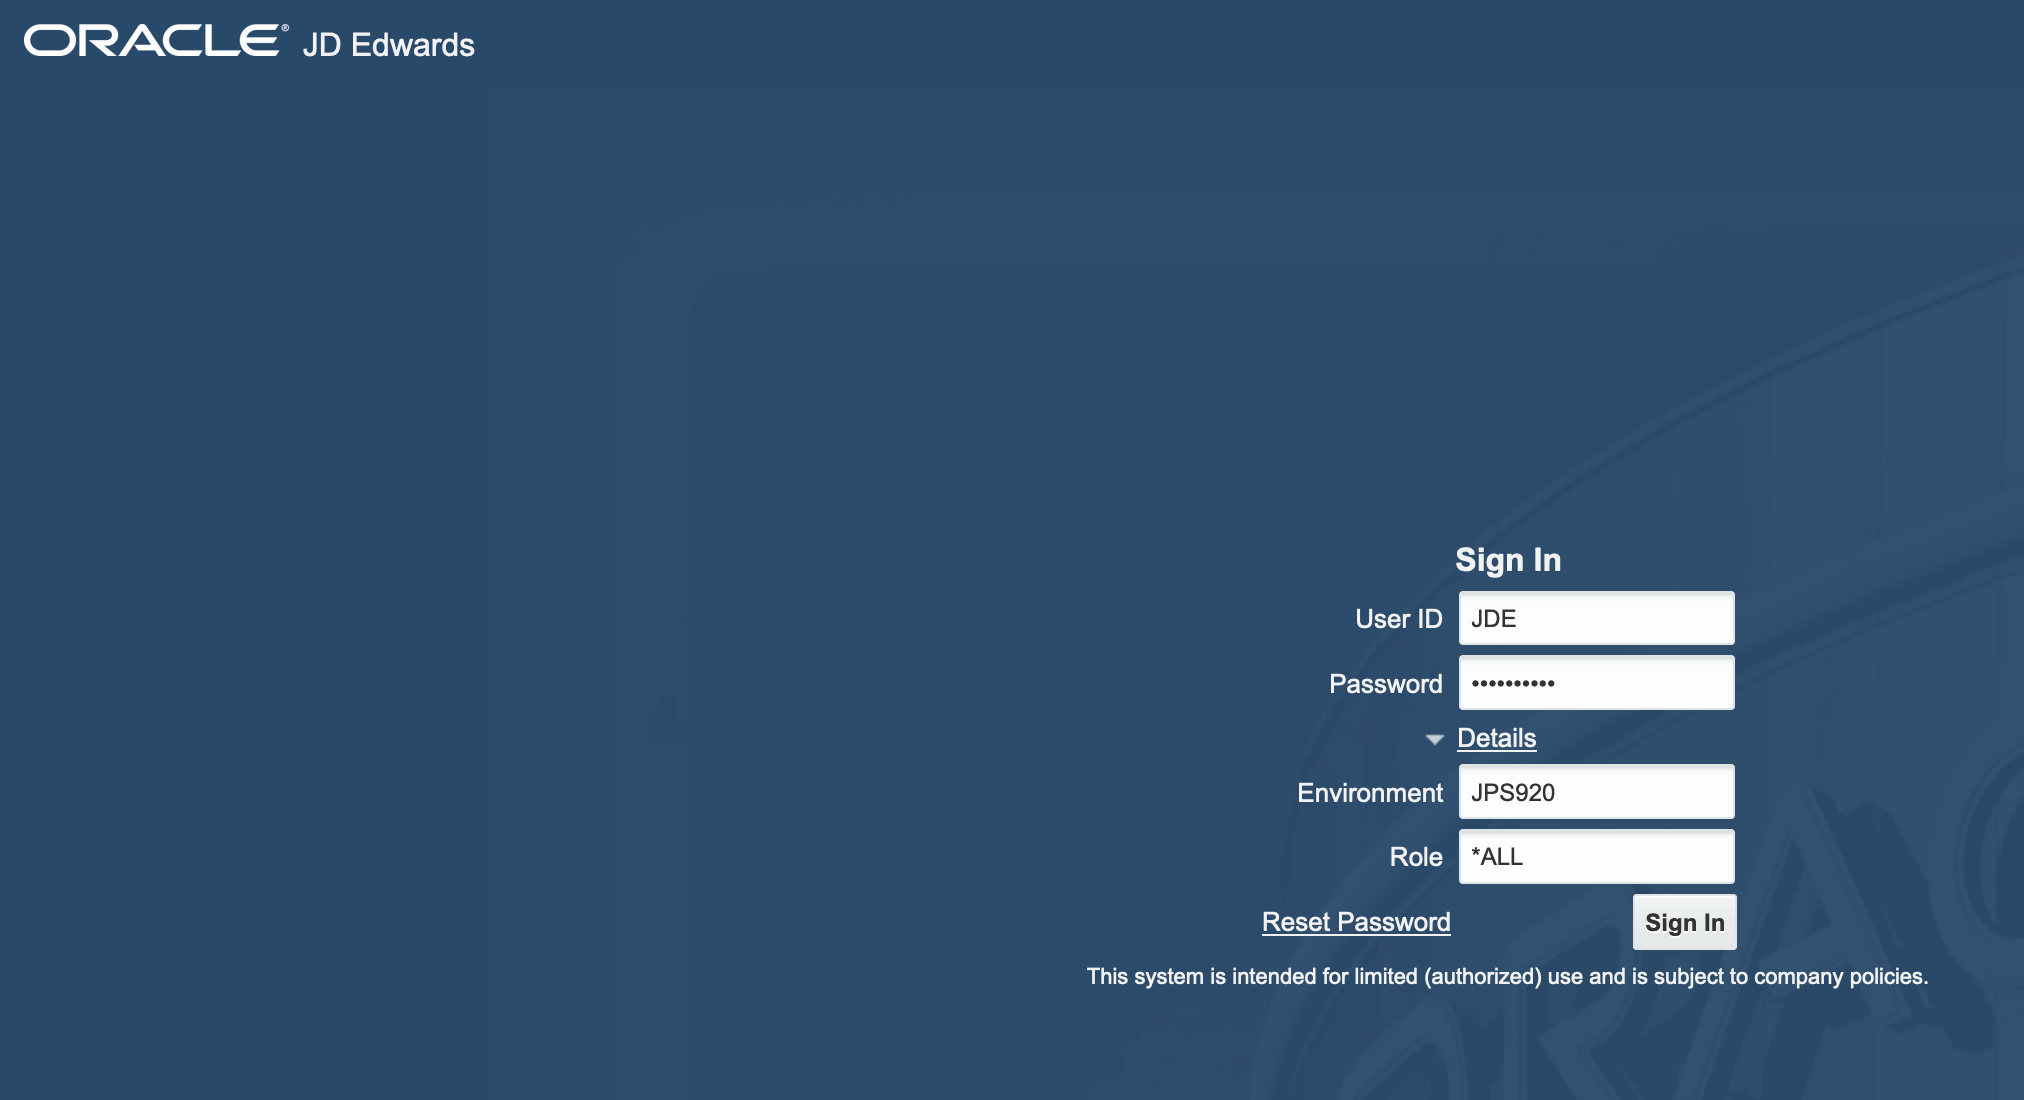 ORACLE® JD Edwards
Sign In
User ID JDE
Password ••••••••••
Details
Environment JPS920
Role *ALL
Reset Password Sign In
This system is intended for limited (authorized) use and is subject to company policies.